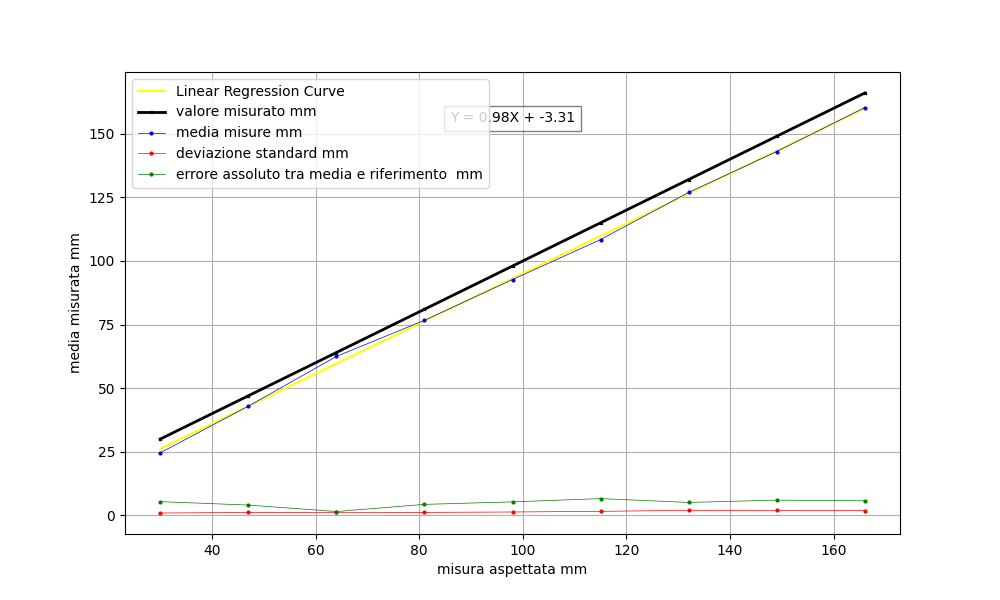 Linear Regression Curve
valore misurato mm
media misure mm
deviazione standard mm
errore assoluto tra media e riferimento  mm
Y = 0.98X + -3.31
media misurata mm
150
125
100
75
50
25
0
40 60 80 100 120 140 160
misura aspettata mm